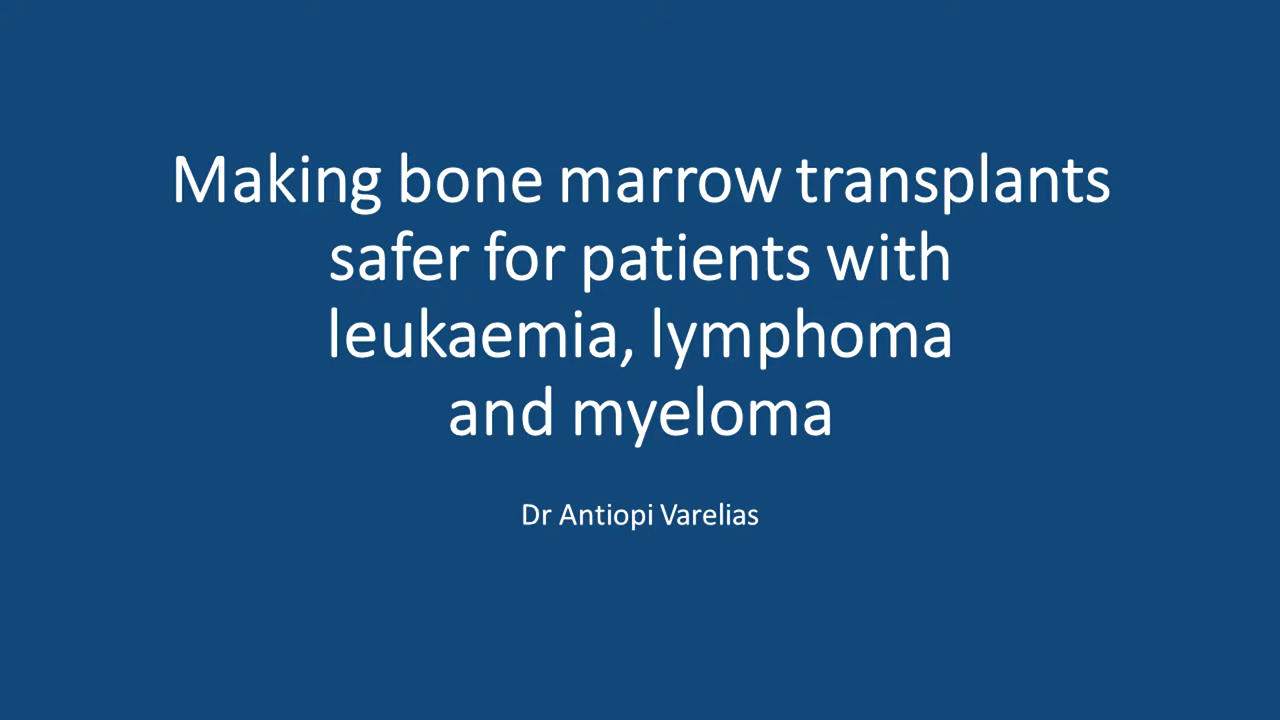 Making bone marrow transplants
safer for patients with
leukaemia, lymphoma
and myeloma
Dr Antiopi Varelias